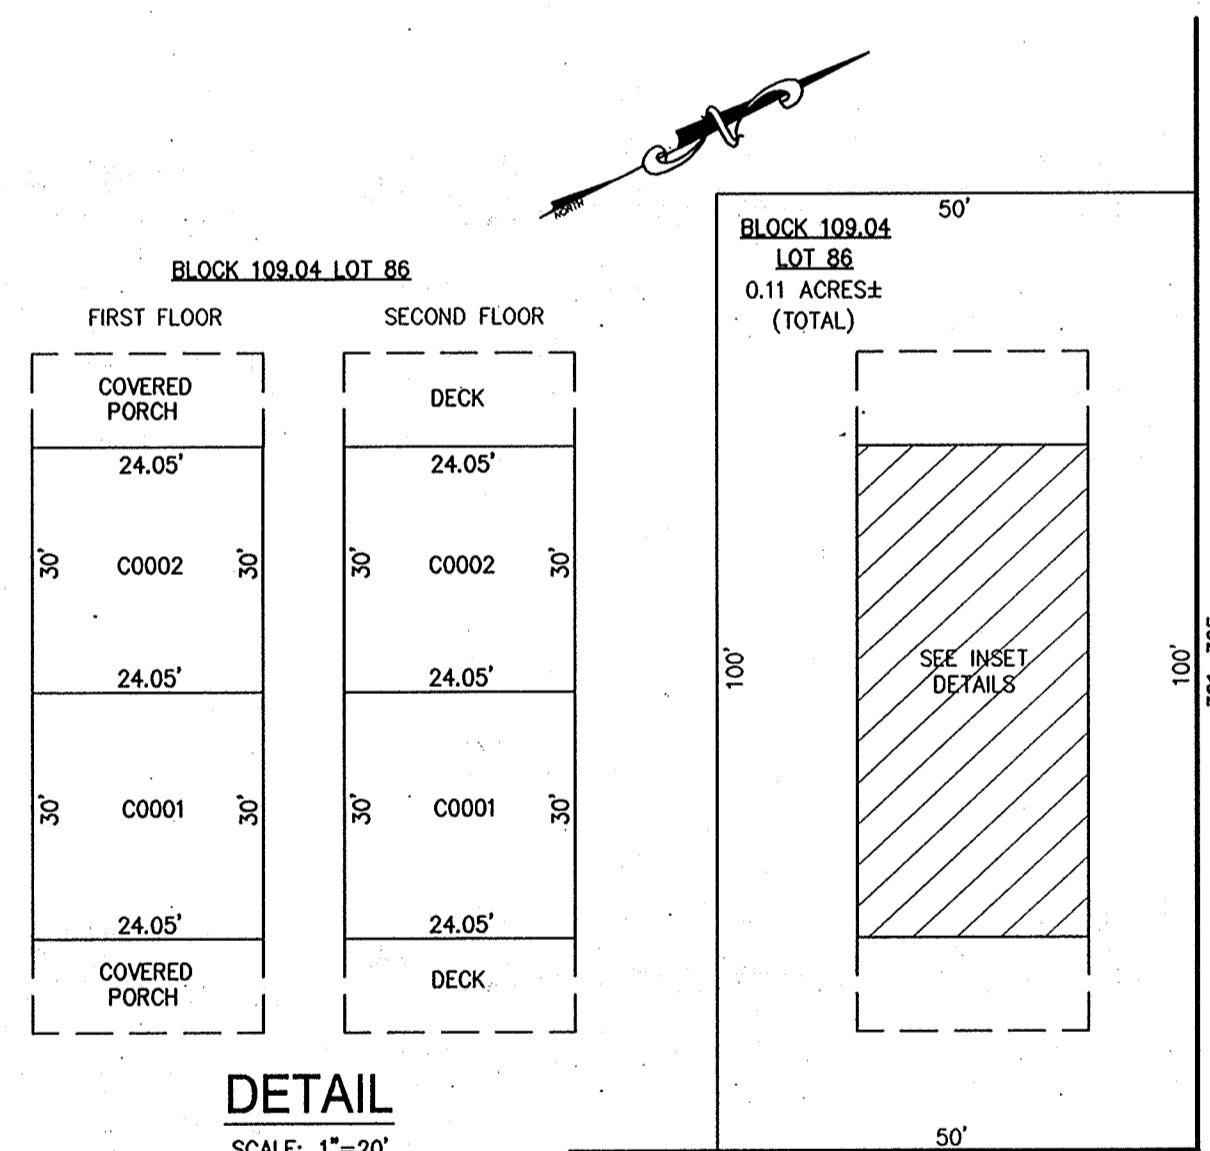 NORTH
BLOCK 109.04 LOT 86
FIRST FLOOR
COVERED
PORCH
24.05'
30'
C0002
30'
24.05'
30'
C0001
30'
24.05'
COVERED
PORCH
SECOND FLOOR
DECK
24.05'
30'
C0002
30'
24.05'
30'
C0001
30'
24.05'
DECK
DETAIL
SCALE: 1"=20'
50'
BLOCK 109.04
LOT 86
0.11 ACRES±
(TOTAL)
100'
SEE INSET
DETAILS
100'
50'